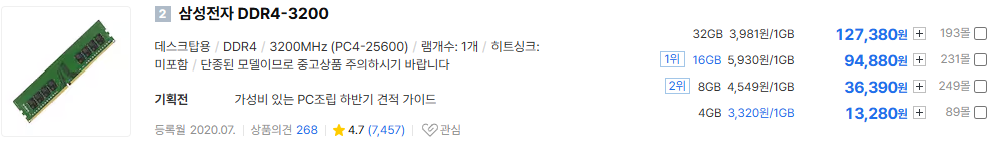 2 삼성전자 DDR4-3200
데스크탑용 / DDR4 / 3200MHz (PC4-25600) / 램개수: 1개 / 히트싱크:
미포함 / 단종된 모델이므로 중고상품 주의하시기 바랍니다
기획전 가성비 있는 PC조립 하반기 견적 가이드
등록월 2020.07. 상품의견 268 4.7 (7,457) 관심
32GB 3,981원/1GB 127,380원 193몰
1위 16GB 5,930원/1GB 94,880원 231몰
2위 8GB 4,549원/1GB 36,390원 249몰
4GB 3,320원/1GB 13,280원 89몰